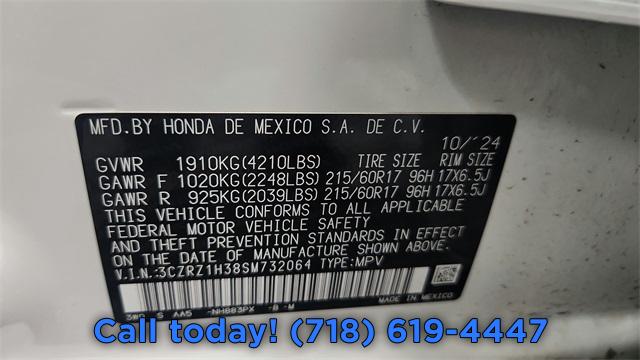 MFD.BY HONDA DE MEXICO S.A. DE C.V.
10/'24
GVWR 1910KG(4210LBS) TIRE SIZE RIM SIZE
GAWR F 1020KG(2248LBS) 215/60R17 96H 17X6.5J
GAWR R 925KG(2039LBS) 215/60R17 96H 17X6.5J
THIS VEHICLE CONFORMS TO ALL APPLICABLE
FEDERAL MOTOR VEHICLE SAFETY
STANDARDS IN EFFECT ON THE DATE OF
MANUFACTURE SHOWN ABOVE.
V.I.N.:3CZRZ1H38SM732064 TYPE:MPV
MADE IN MEXICO
S AA5 NH883PX -B -M
Call today! (718) 619-4447